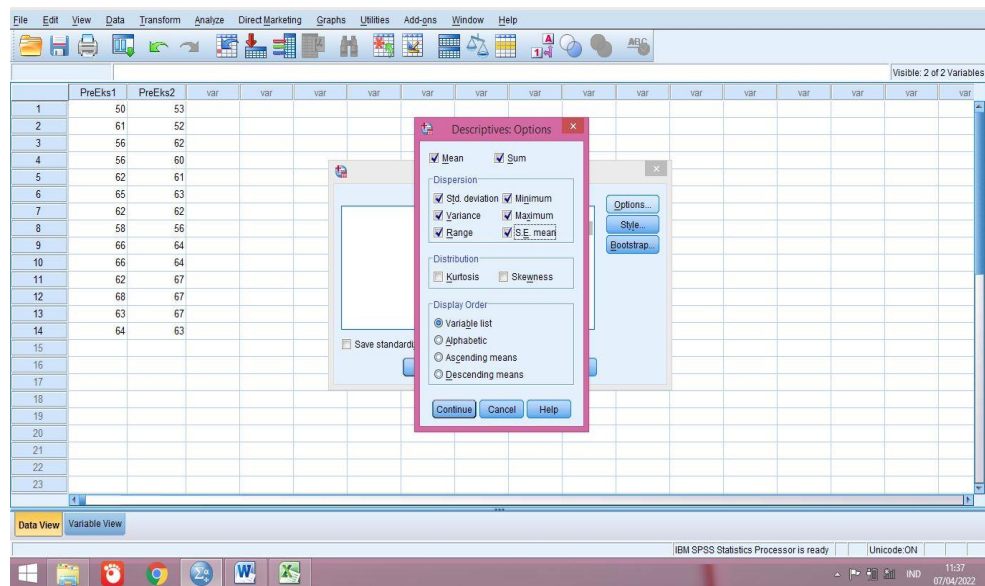 File Edit View Data Transform Analyze Direct Marketing Graphs Utilities Add-ons Window Help
Visible: 2 of 2 Variables
PreEks1 PreEks2 var var var var var var var var var var var var var var
1 50 53
2 61 52
3 56 62
4 56 60
5 62 61
6 65 63
7 62 62
8 58 56
9 66 64
10 66 64
11 62 67
12 68 67
13 63 67
14 64 63
15
16
17
18
19
20
21
22
23
Descriptives: Options
Mean Sum
Dispersion
Std. deviation Minimum
Variance Maximum
Range S.E. mean
Distribution
Kurtosis Skewness
Display Order
Variable list
Alphabetic
Ascending means
Descending means
Continue Cancel Help
Options...
Style...
Bootstrap...
Save
Data View Variable View
IBM SPSS Statistics Processor is ready Unicode:ON
IND 11:37
07/04/2022